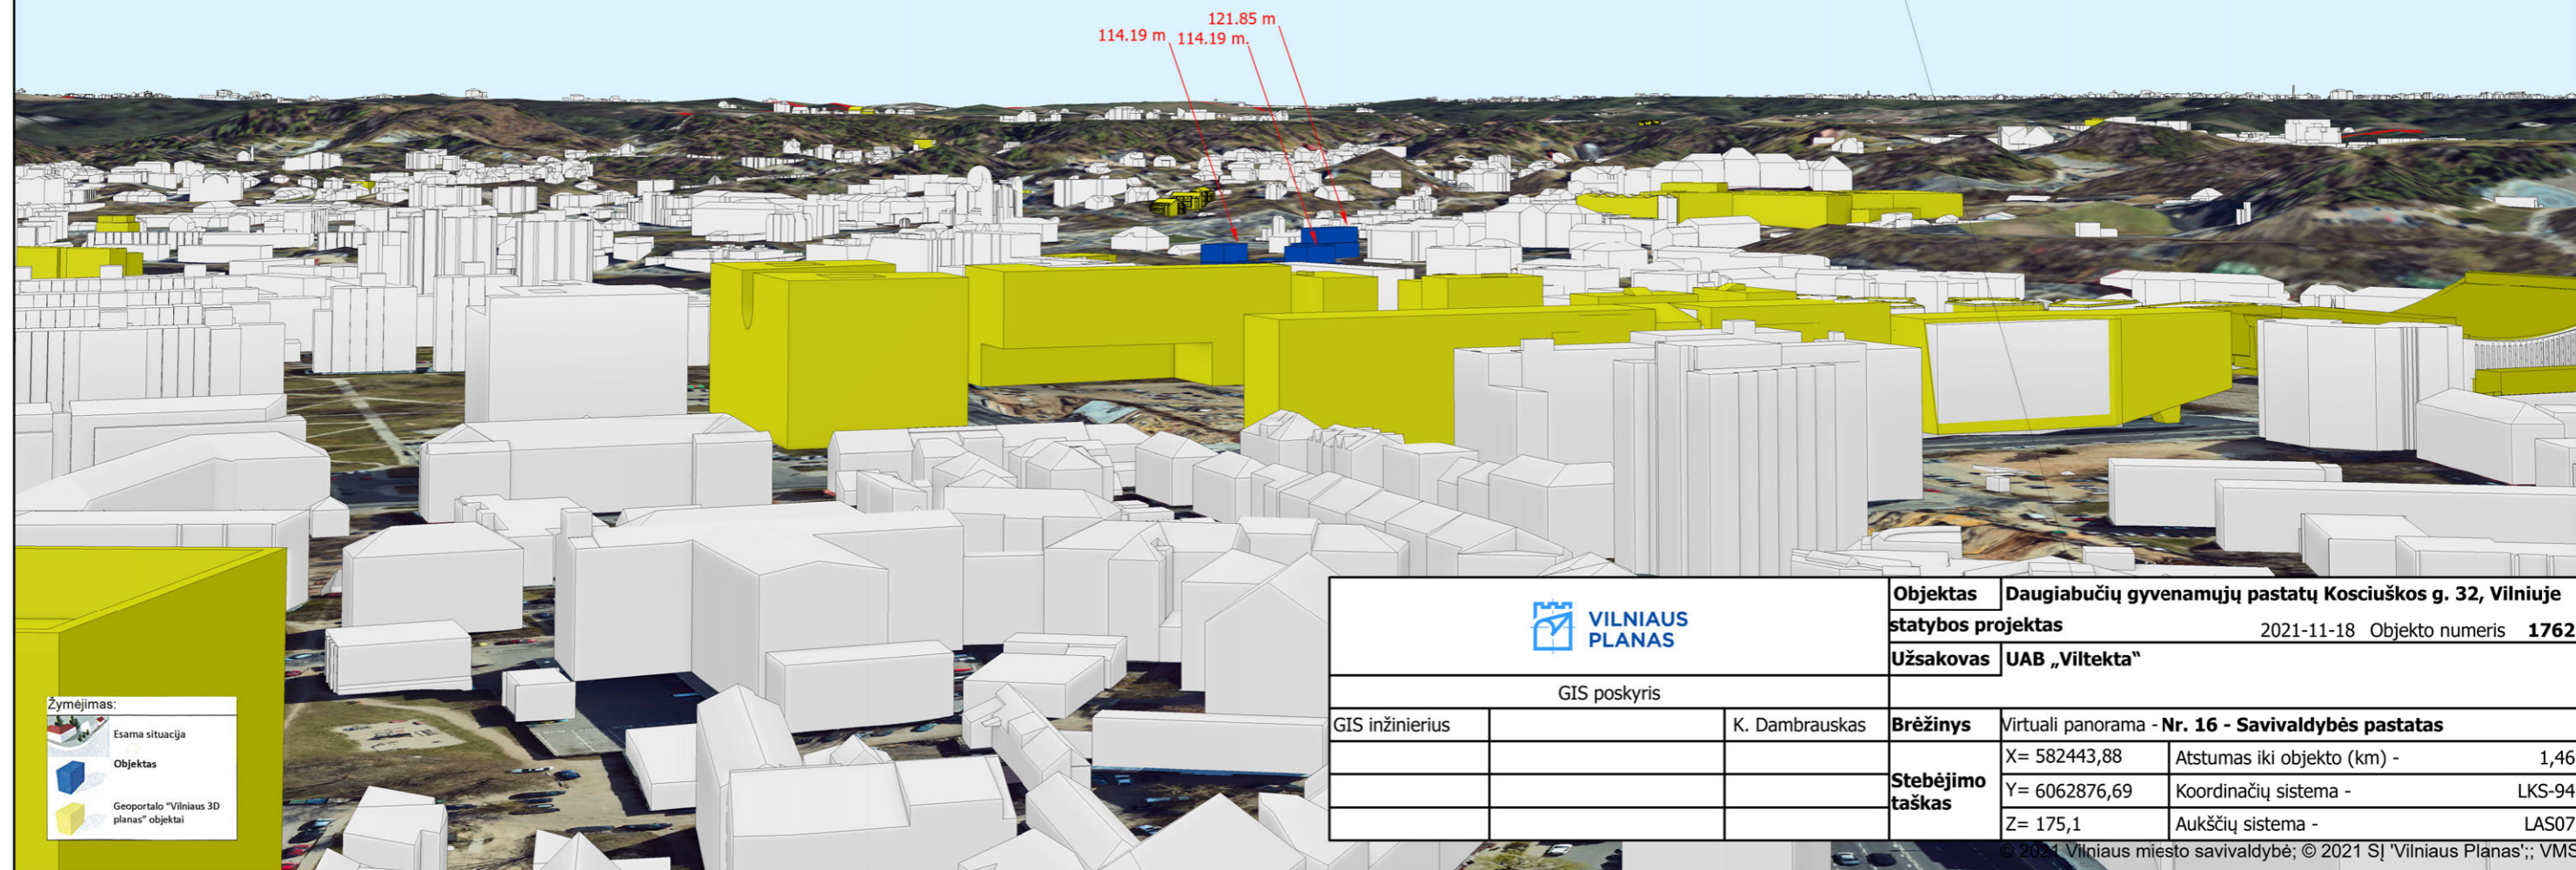 121.85 m
114.19 m
114.19 m.
Žymėjimas:
Esama situacija
Objektas
Geoportalo "Vilniaus 3D
planas" objektai
VILNIAUS
PLANAS
GIS poskyris
GIS inžinierius
K. Dambrauskas
Objektas
Daugiabučių gyvenamųjų pastatų Kosciuškos g. 32, Vilniuje
statybos projektas
2021-11-18 Objekto numeris 1762
Užsakovas
UAB „Viltekta“
Brėžinys
Virtuali panorama - Nr. 16 - Savivaldybės pastatas
Stebėjimo
taškas
X= 582443,88
Atstumas iki objekto (km) - 1,46
Y= 6062876,69
Koordinačių sistema - LKS-94
Z= 175,1
Aukščių sistema - LAS07
© 2021 Vilniaus miesto savivaldybė; © 2021 SĮ 'Vilniaus Planas';; VMS